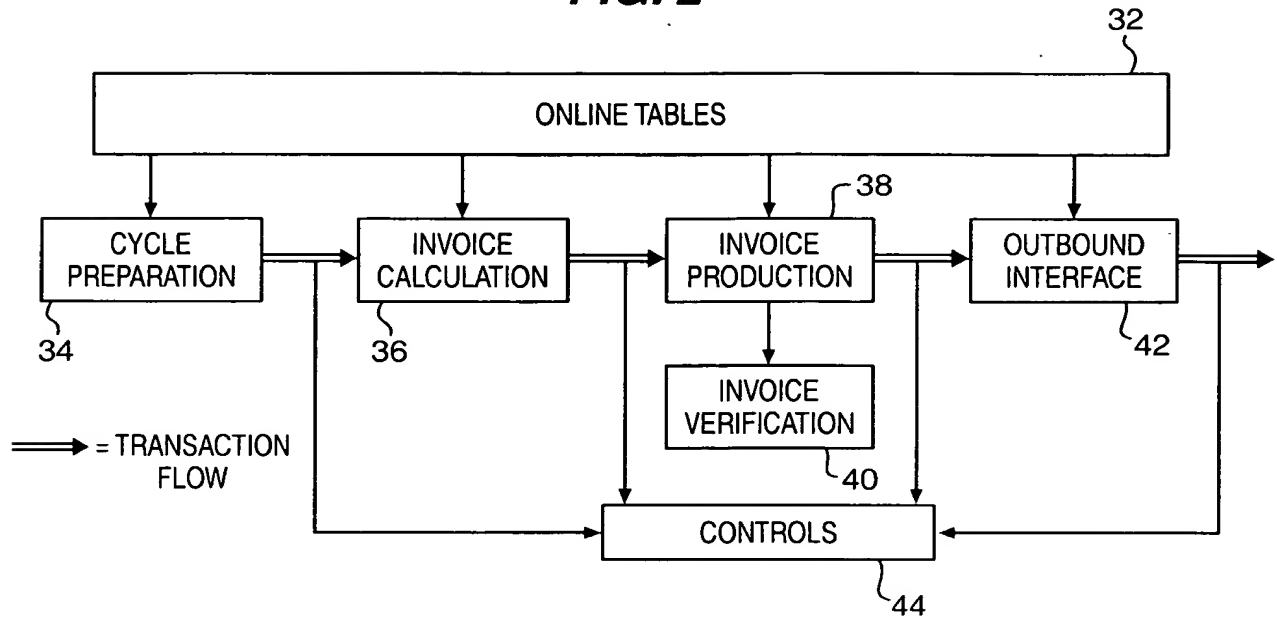 32
ONLINE TABLES
38
CYCLE
PREPARATION
INVOICE
CALCULATION
INVOICE
PRODUCTION
OUTBOUND
INTERFACE
34
36
42
INVOICE
VERIFICATION
= TRANSACTION
FLOW
40
CONTROLS
44